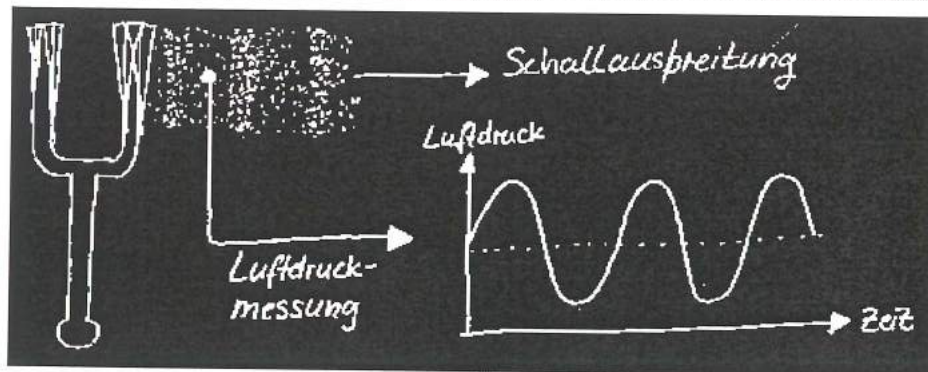 Schallausbreitung
Luftdruck
Luftdruck-
messung
Zeit